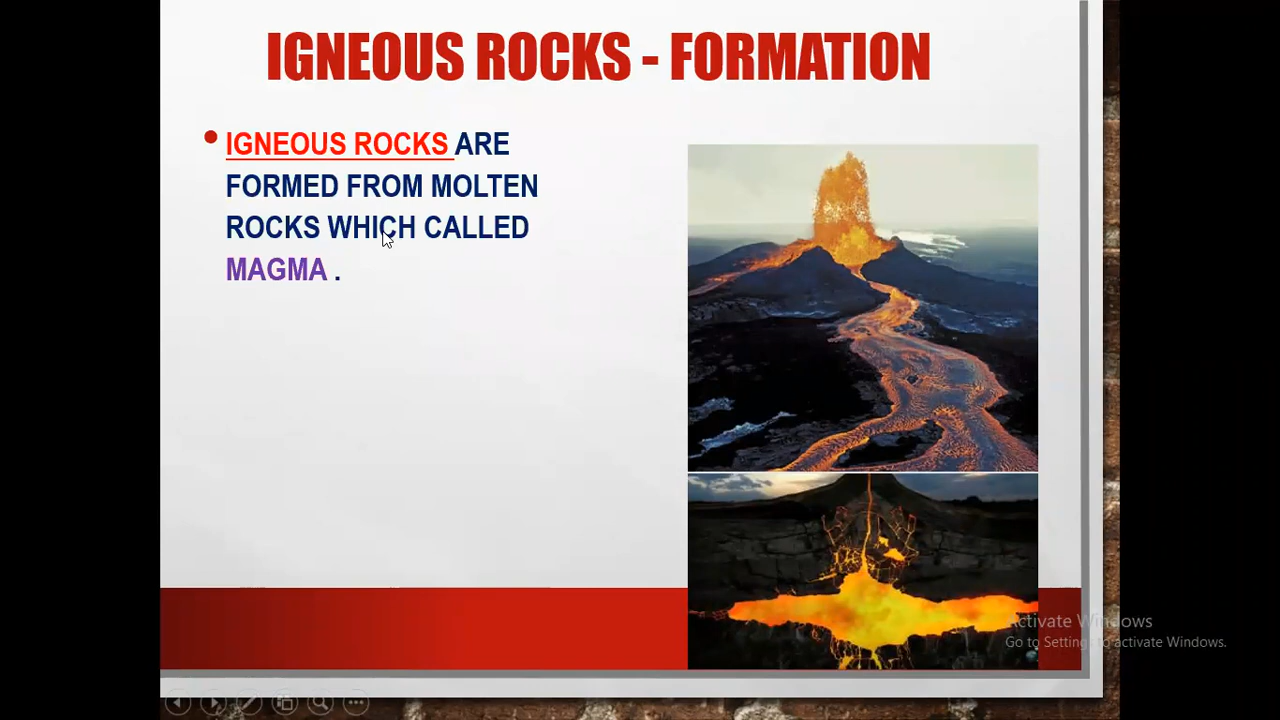 IGNEOUS ROCKS - FORMATION
IGNEOUS ROCKS ARE
FORMED FROM MOLTEN
ROCKS WHICH CALLED
MAGMA .
Activate Windows
Go to Settings to activate Windows.